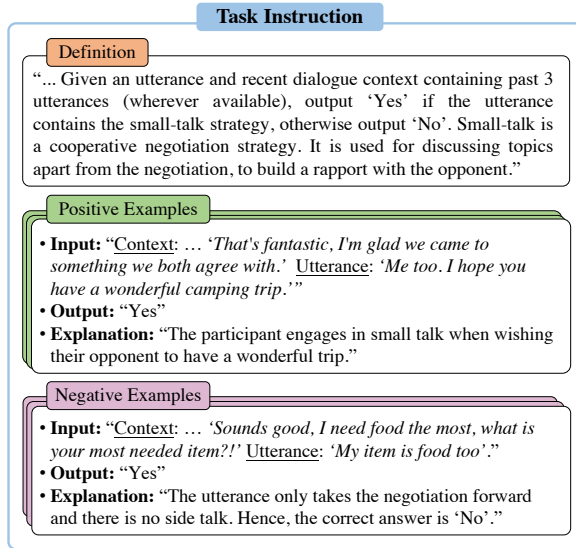 Task Instruction
Definition
“... Given an utterance and recent dialogue context containing past 3
utterances (wherever available), output ‘Yes’ if the utterance
contains the small-talk strategy, otherwise output ‘No’. Small-talk is
a cooperative negotiation strategy. It is used for discussing topics
apart from the negotiation, to build a rapport with the opponent.”
Positive Examples
• Input: “Context: … ‘That's fantastic, I'm glad we came to
something we both agree with.’ Utterance: ‘Me too. I hope you
have a wonderful camping trip.’”
• Output: “Yes”
• Explanation: “The participant engages in small talk when wishing
their opponent to have a wonderful trip.”
Negative Examples
• Input: “Context: … ‘Sounds good, I need food the most, what is
your most needed item?!’ Utterance: ‘My item is food too’.”
• Output: “Yes”
• Explanation: “The utterance only takes the negotiation forward
and there is no side talk. Hence, the correct answer is ‘No’.”